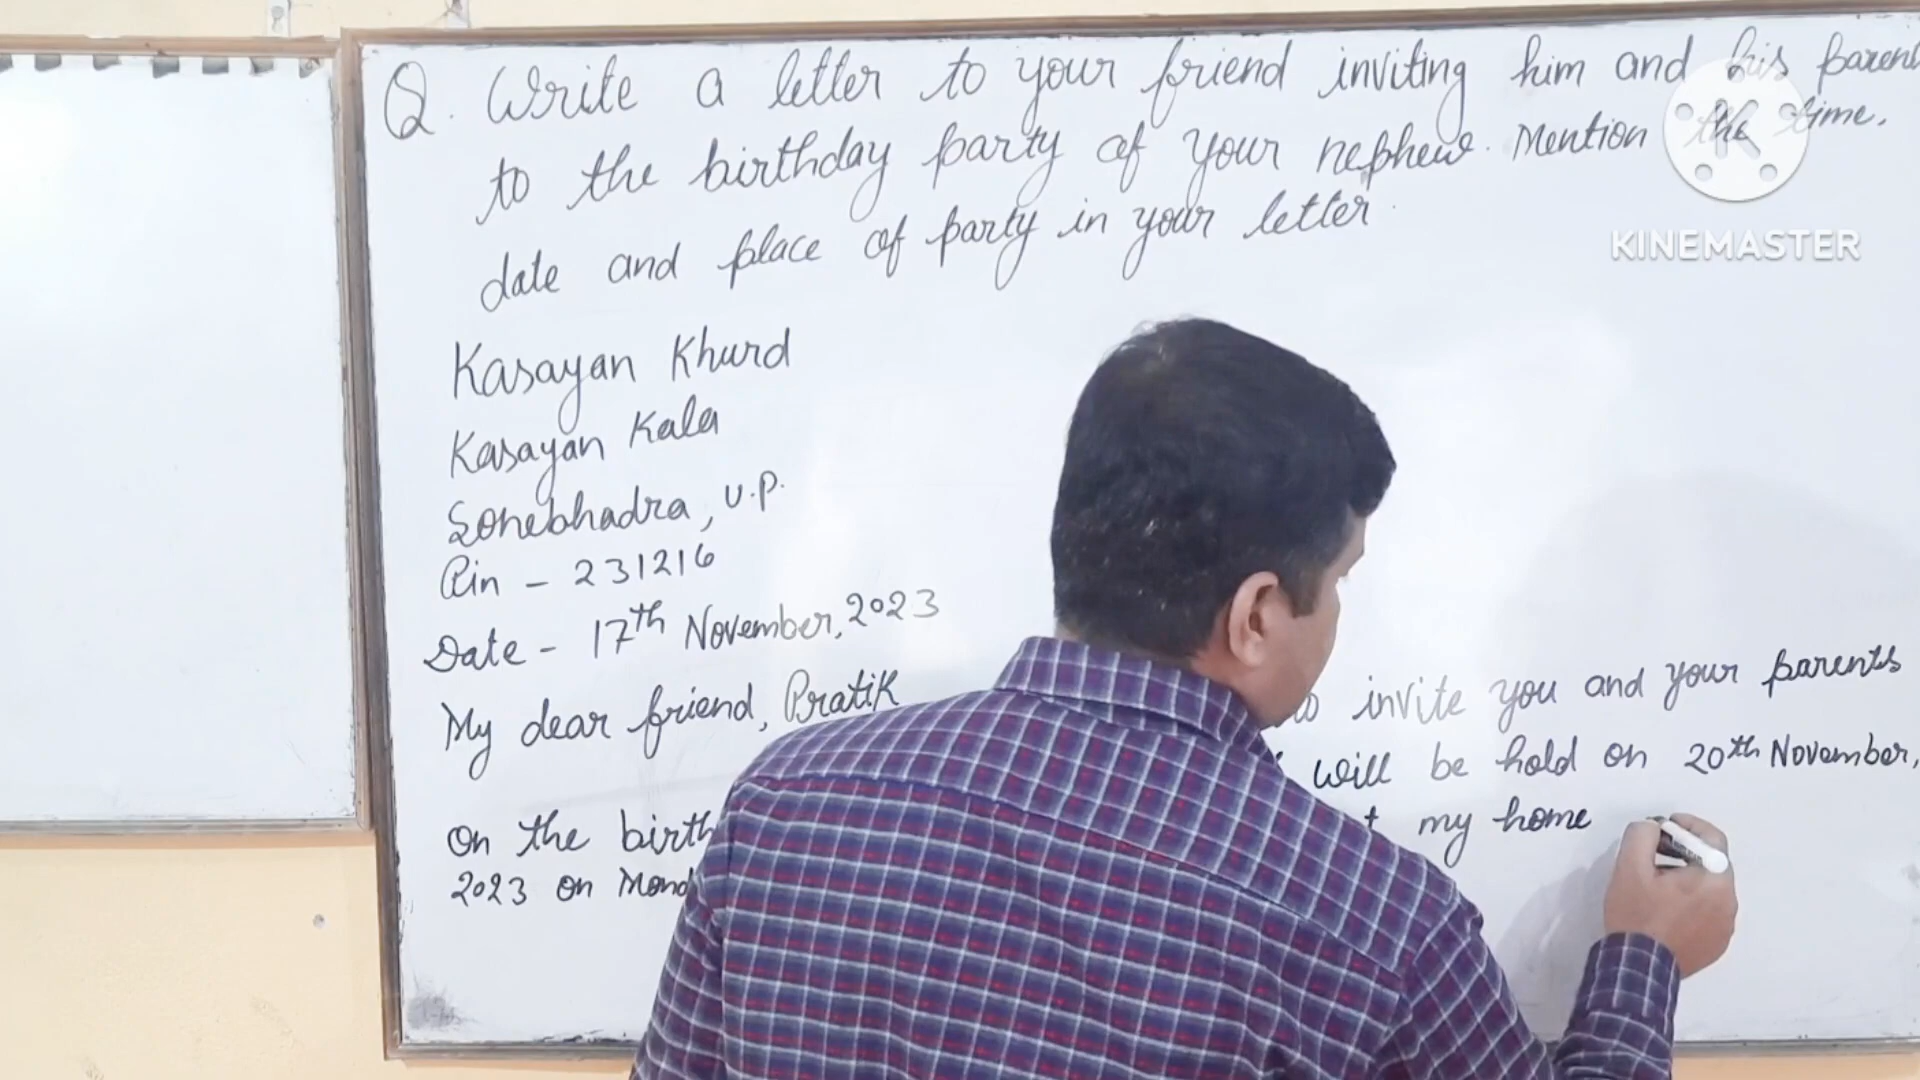 Q. Write a letter to your friend inviting him and his paren
to the birthday party of your nephew. Mention the time,
date and place of party in your letter.
KINEMASTER
Kasayan Khurd
Kasayan Kala
Sonebhadra, U.P.
Pin - 231216
Date - 17th November, 2023
My dear friend, Pratik
invite you and your parents
On the birth will be hold on 20th November,
2023 on Mond my home